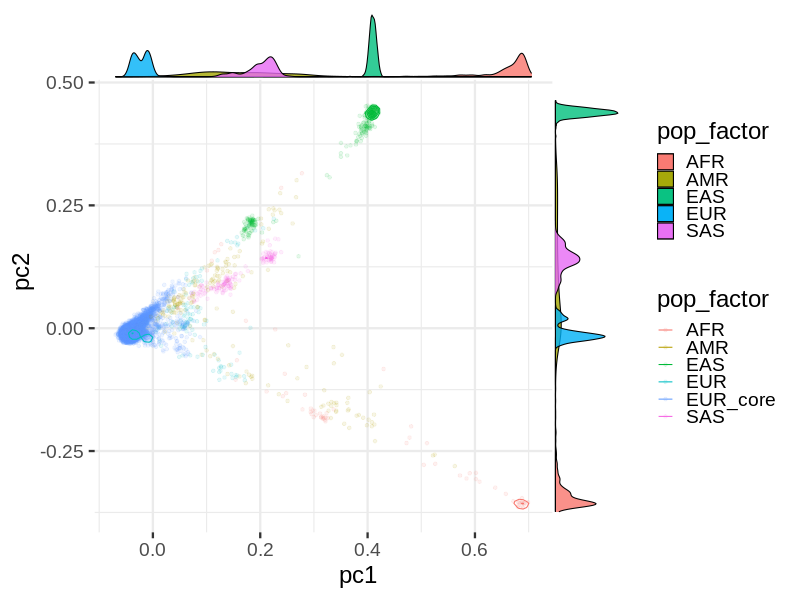 0.50
0.25
0.00
-0.25
pc2
0.0 0.2 0.4 0.6
pc1
pop_factor
AFR
AMR
EAS
EUR
SAS
pop_factor
AFR
AMR
EAS
EUR
EUR_core
SAS